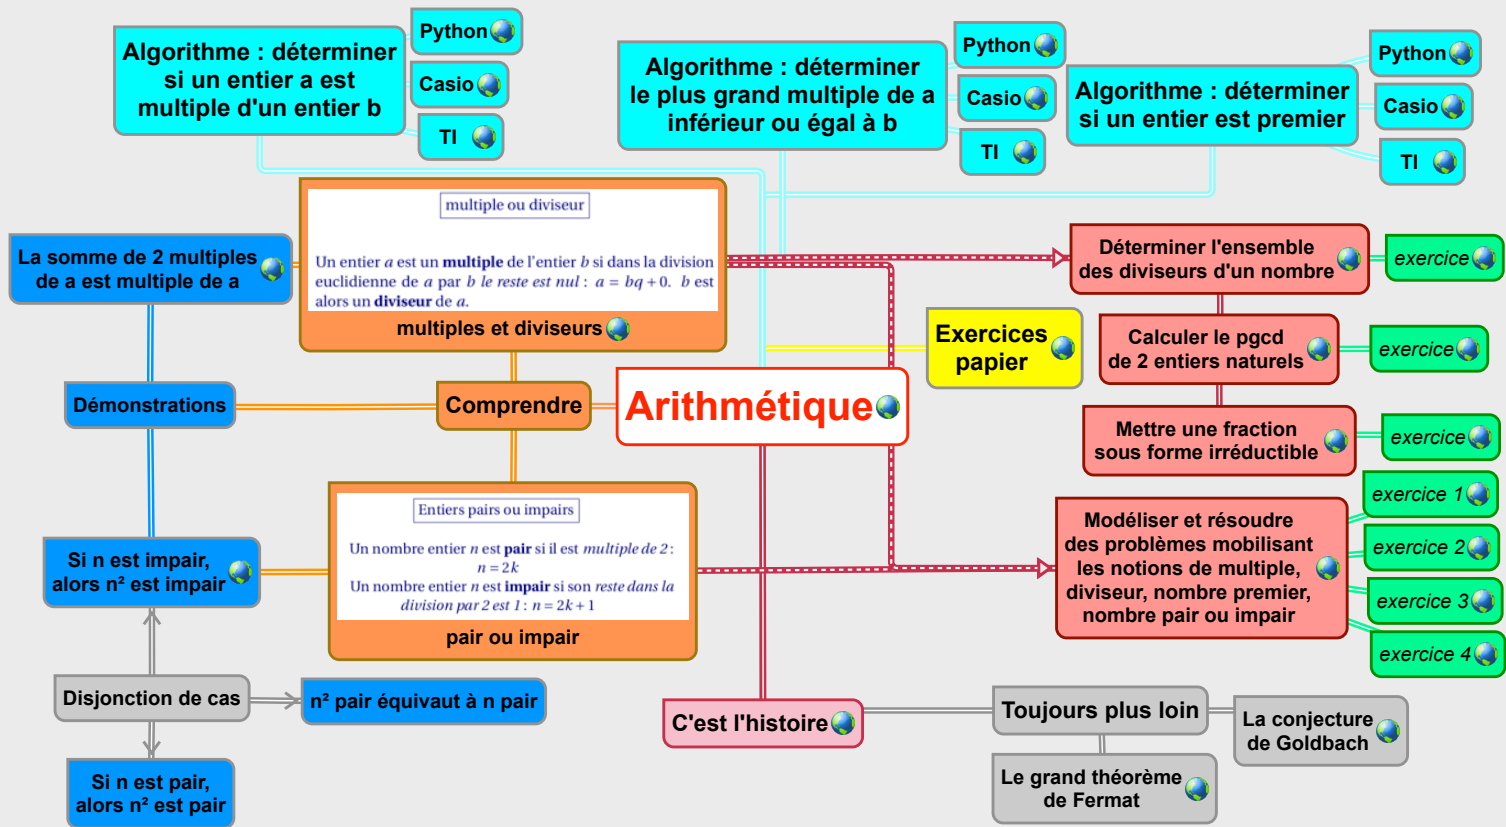 Algorithme : déterminer
si un entier a est
multiple d'un entier b
Python
Casio
TI
Algorithme : déterminer
le plus grand multiple de a
inférieur ou égal à b
Python
Casio
TI
Algorithme : déterminer
si un entier est premier
Python
Casio
TI
multiple ou diviseur
Un entier a est un multiple de l'entier b si dans la division
euclidienne de a par b le reste est nul : a = bq + 0. b est
alors un diviseur de a.
multiples et diviseurs
La somme de 2 multiples
de a est multiple de a
Déterminer l'ensemble
des diviseurs d'un nombre
exercice
Exercices
papier
Calculer le pgcd
de 2 entiers naturels
exercice
Démonstrations
Comprendre
Arithmétique
Mettre une fraction
sous forme irréductible
exercice
Entiers pairs ou impairs
Un nombre entier n est pair si il est multiple de 2 :
n = 2k
Un nombre entier n est impair si son reste dans la
division par 2 est 1 : n = 2k + 1
pair ou impair
Si n est impair,
alors n² est impair
Modéliser et résoudre
des problèmes mobilisant
les notions de multiple,
diviseur, nombre premier,
nombre pair ou impair
exercice 1
exercice 2
exercice 3
exercice 4
Disjonction de cas
n² pair équivaut à n pair
Si n est pair,
alors n² est pair
C'est l'histoire
Toujours plus loin
La conjecture
de Goldbach
Le grand théorème
de Fermat